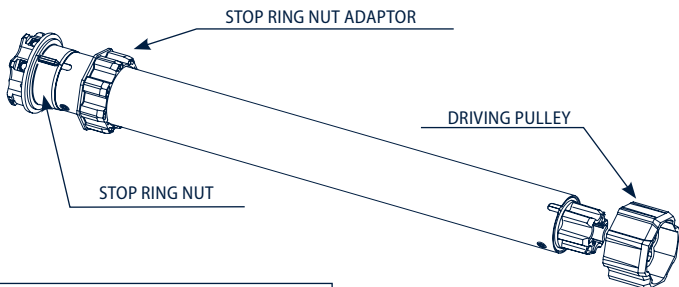 STOP RING NUT ADAPTOR
DRIVING PULLEY
STOP RING NUT